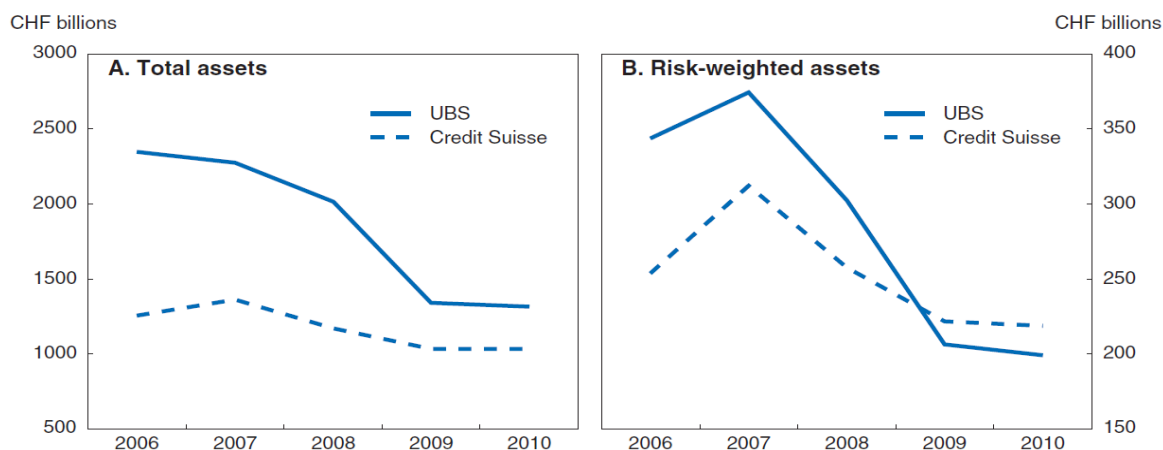 CHF billions
CHF billions
3000
A. Total assets
B. Risk-weighted assets
400
UBS
UBS
2500
Credit Suisse
Credit Suisse
350
2000
300
1500
250
1000
200
500
150
2006 2007 2008 2009 2010
2006 2007 2008 2009 2010